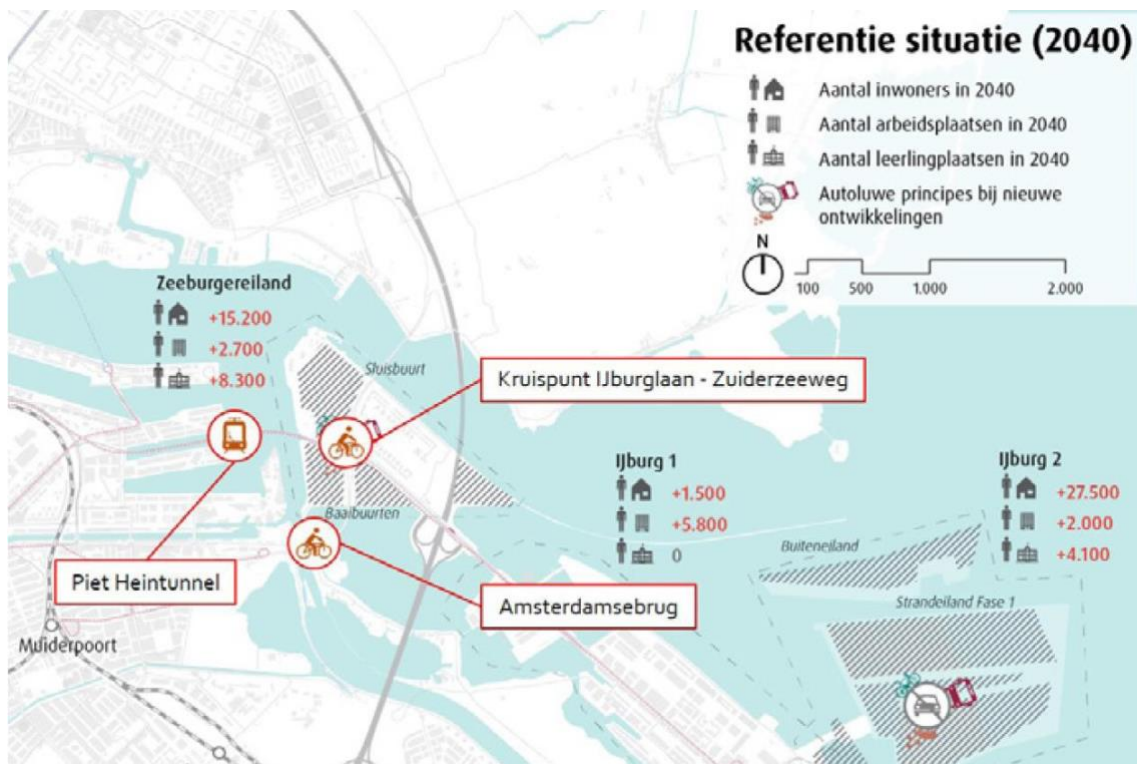 Referentie situatie (2040)
Aantal inwoners in 2040
Aantal arbeidsplaatsen in 2040
Aantal leerlingplaatsen in 2040
Autoluwe principes bij nieuwe
ontwikkelingen
N
100 500 1.000 2.000
Zeeburgereiland
+15.200
+2.700
+8.300
Sluisbuurt
Kruispunt IJburglaan - Zuiderzeeweg
IJburg 1
+1.500
+5.800
0
IJburg 2
+27.500
+2.000
+4.100
Baaibuurten
Buiteneiland
Piet Heintunnel
Amsterdamsebrug
Strandeiland Fase 1
Muiderpoort